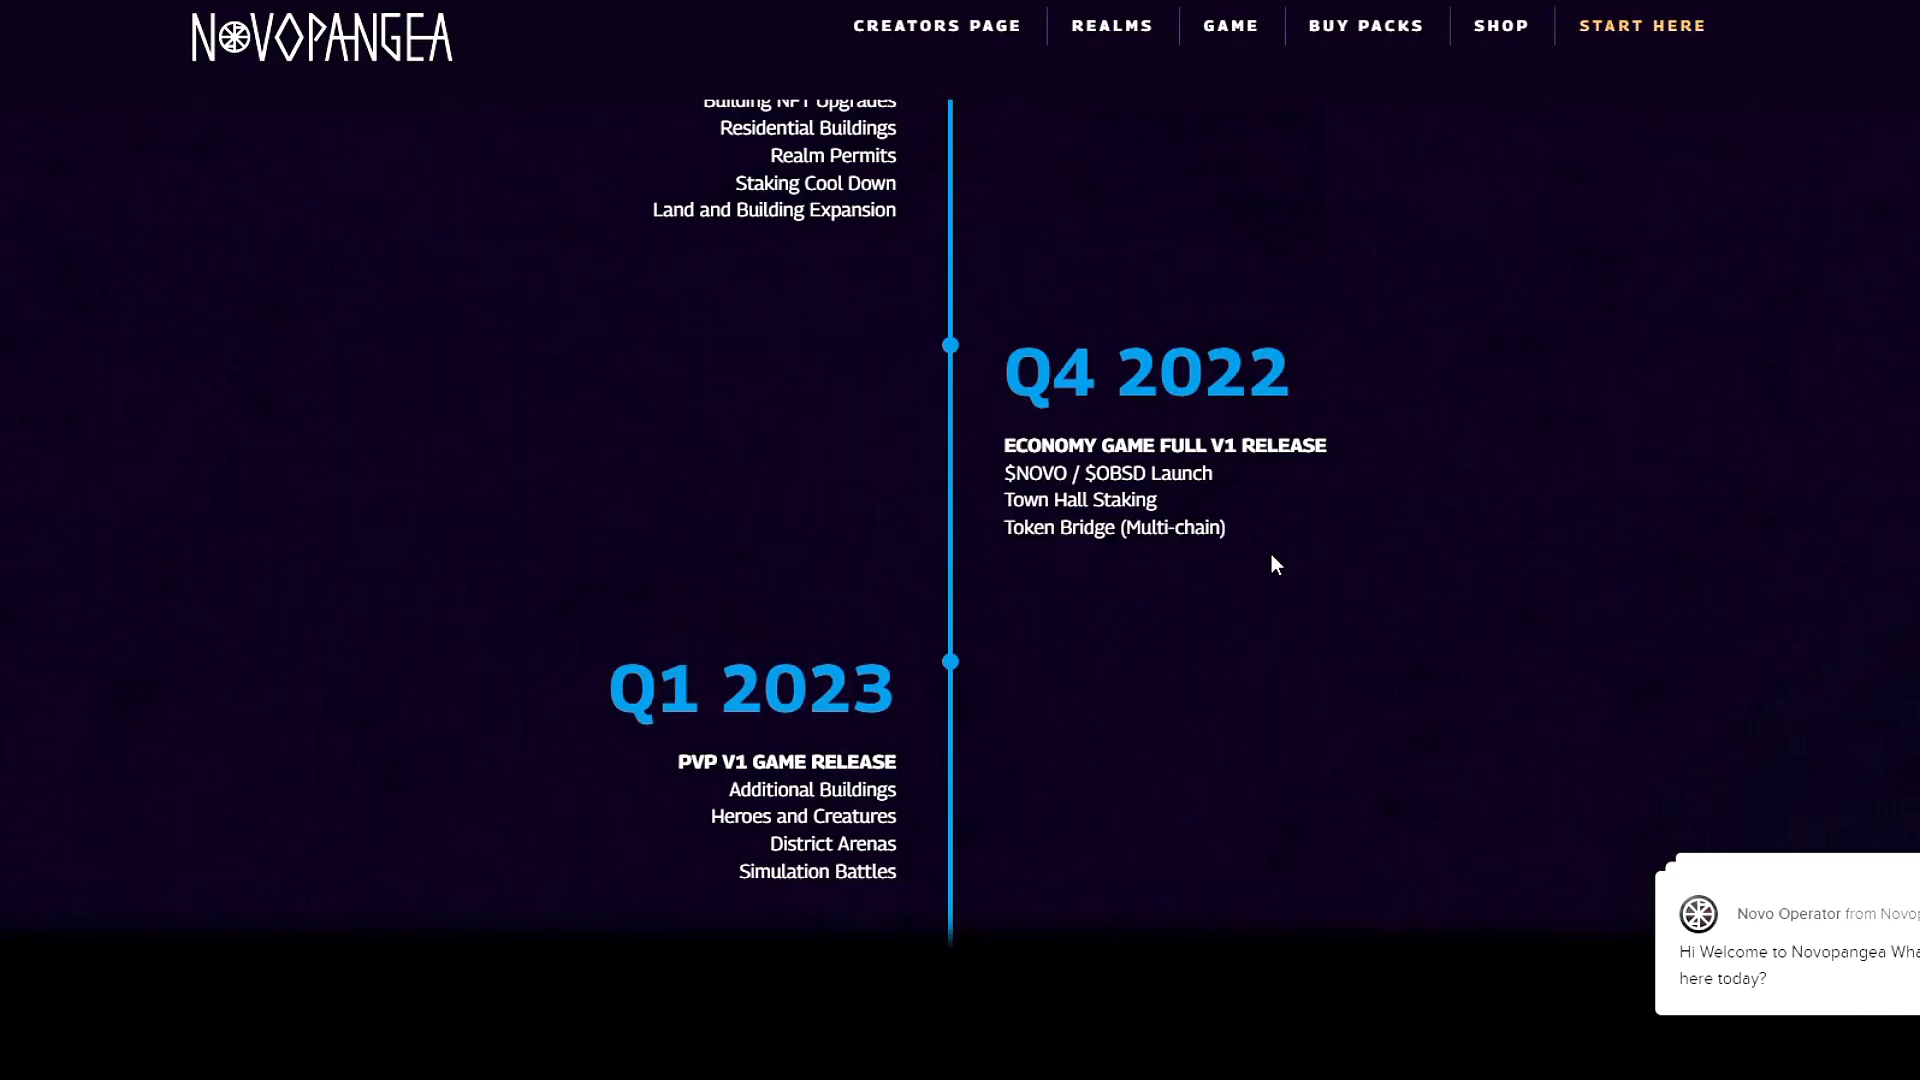 NOVOPANGEA
CREATORS PAGE
REALMS
GAME
BUY PACKS
SHOP
START HERE
Building NFT Upgrades
Residential Buildings
Realm Permits
Staking Cool Down
Land and Building Expansion
Q4 2022
ECONOMY GAME FULL V1 RELEASE
$NOVO / $OBSD Launch
Town Hall Staking
Token Bridge (Multi-chain)
Q1 2023
PVP V1 GAME RELEASE
Additional Buildings
Heroes and Creatures
District Arenas
Simulation Battles
Novo Operator from
Hi Welcome to Novopangea
here today?